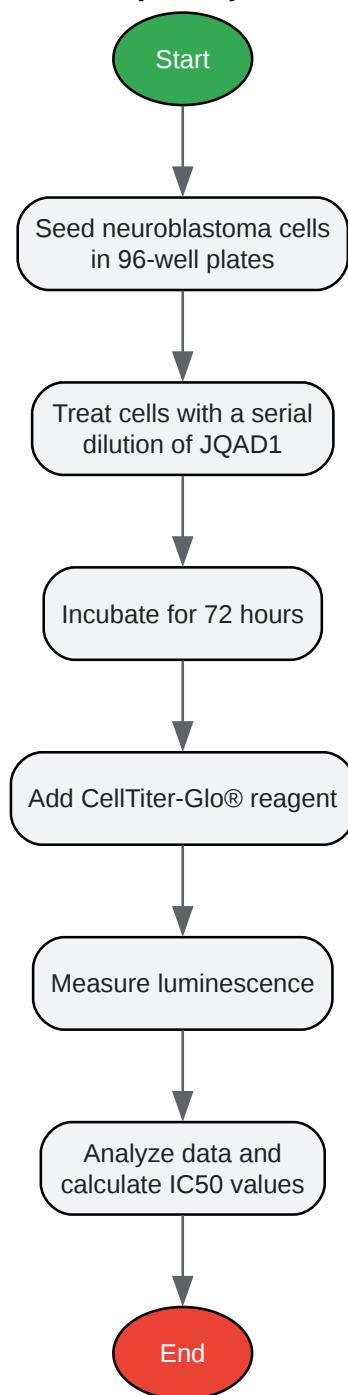 Start
Seed neuroblastoma cells
in 96-well plates
Treat cells with a serial
dilution of JQAD1
Incubate for 72 hours
Add CellTiter-Glo® reagent
Measure luminescence
Analyze data and
calculate IC50 values
End